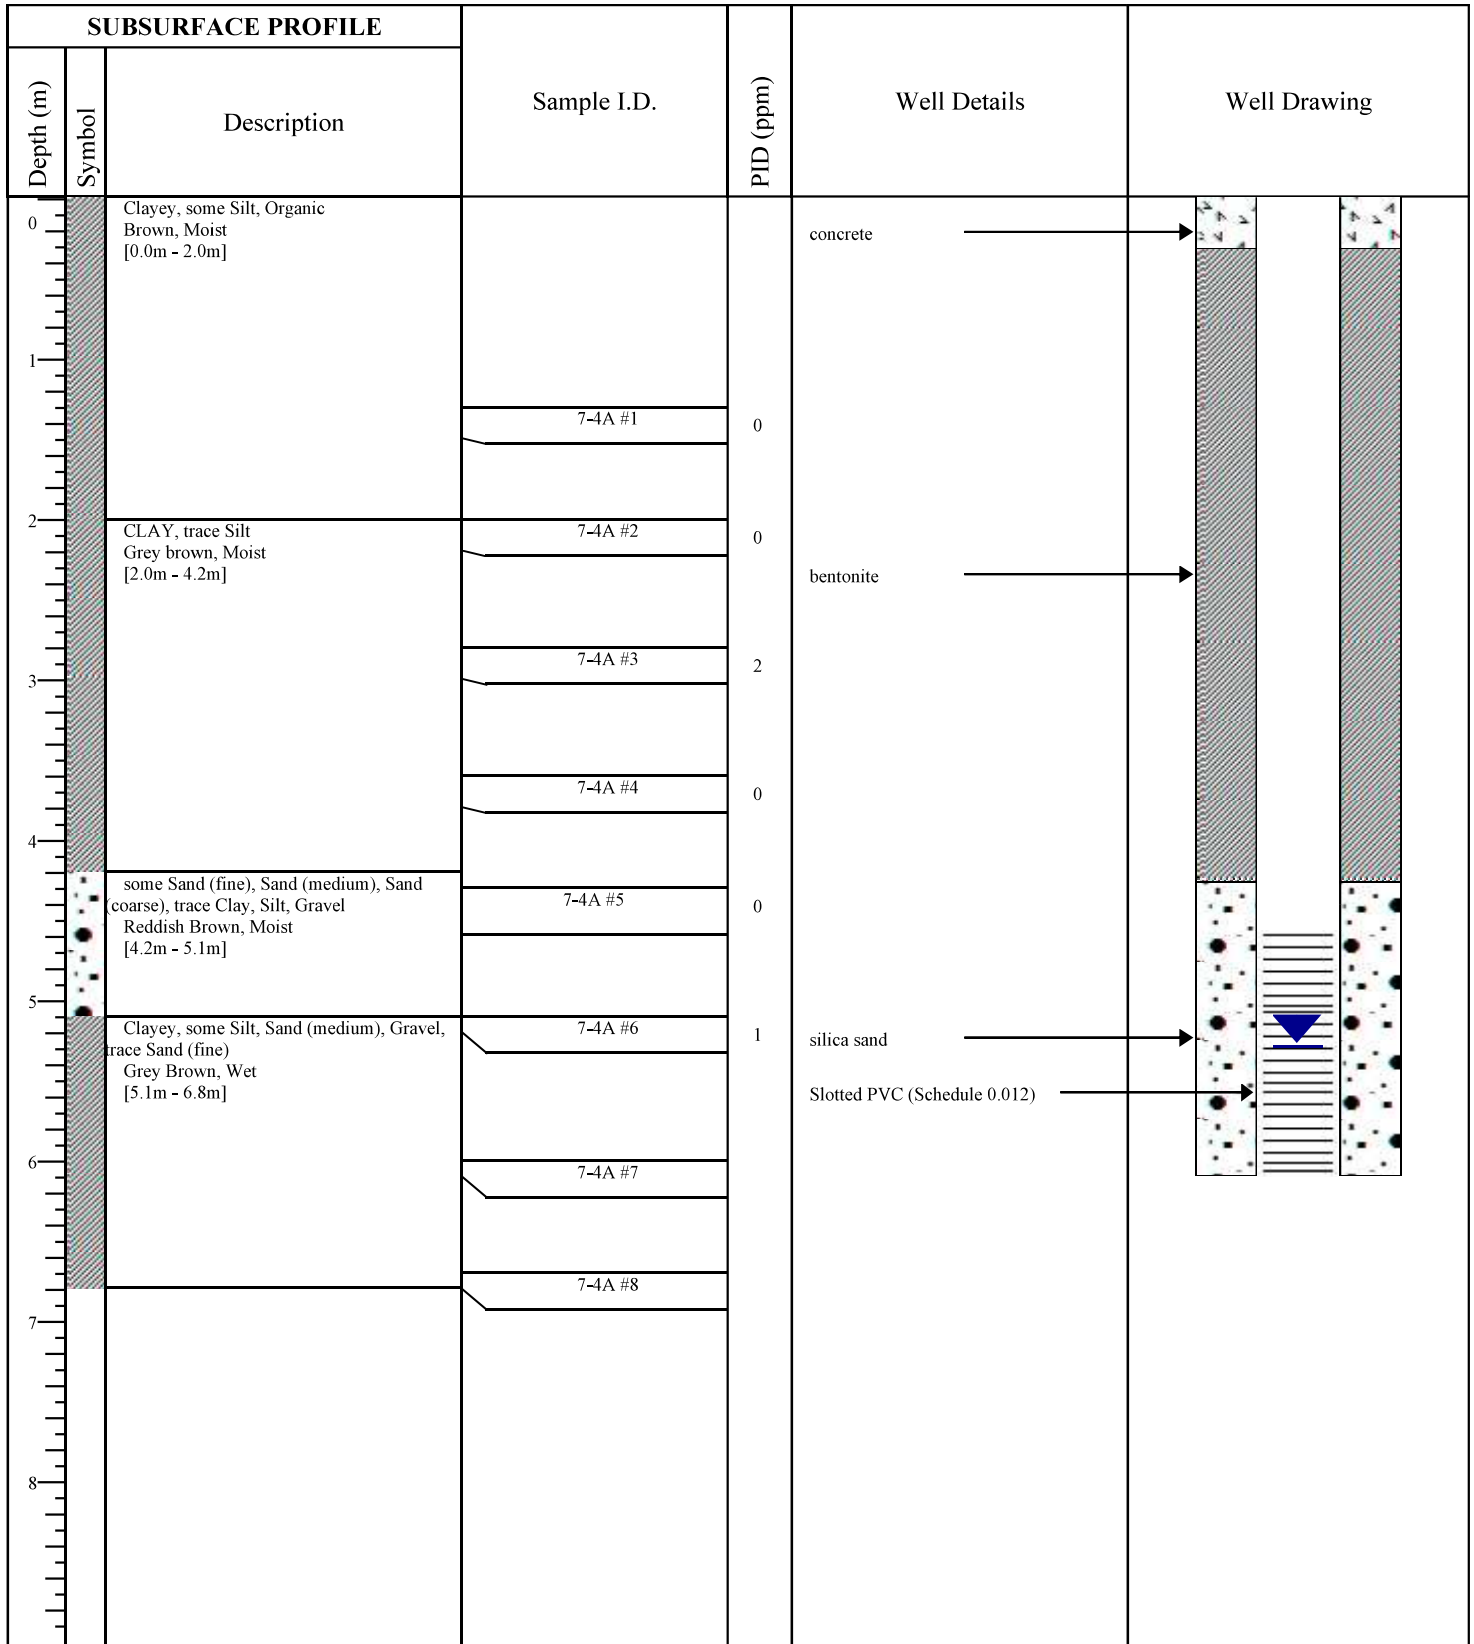 SUBSURFACE PROFILE
Depth (m)
Symbol
Description
Sample I.D.
PID (ppm)
Well Details
Well Drawing
0
Clayey, some Silt, Organic
Brown, Moist
[0.0m - 2.0m]
concrete
1
7-4A #1
0
2
CLAY, trace Silt
Grey brown, Moist
[2.0m - 4.2m]
7-4A #2
0
bentonite
3
7-4A #3
2
7-4A #4
0
4
some Sand (fine), Sand (medium), Sand
(coarse), trace Clay, Silt, Gravel
Reddish Brown, Moist
[4.2m - 5.1m]
7-4A #5
0
5
Clayey, some Silt, Sand (medium), Gravel,
trace Sand (fine)
Grey Brown, Wet
[5.1m - 6.8m]
7-4A #6
1
silica sand
Slotted PVC (Schedule 0.012)
6
7-4A #7
7-4A #8
7
8